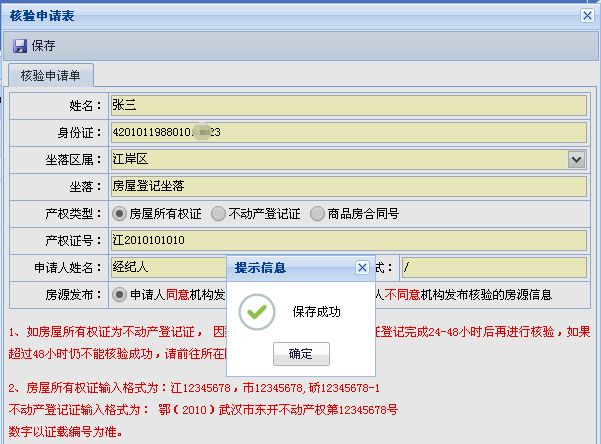 核验申请表
保存
核验申请单
姓名： 张三
身份证： 4201011988010 23
坐落区属： 江岸区
坐落： 房屋登记坐落
产权类型： 房屋所有权证 不动产登记证 商品房合同号
产权证号： 江2010101010
申请人姓名： 经纪人 式： /
房源发布： 申请人同意机构发 人不同意机构发布核验的房源信息
提示信息
保存成功
确定
1、如房屋所有权证为不动产登记证， 因 证登记完成24-48小时后再进行核验，如果
超过48小时仍不能核验成功，请前往所在
2、房屋所有权证输入格式为：江12345678，市12345678,硚12345678-1
不动产登记证输入格式为： 鄂（2010）武汉市东开不动产权第12345678号
数字以证载编号为准。